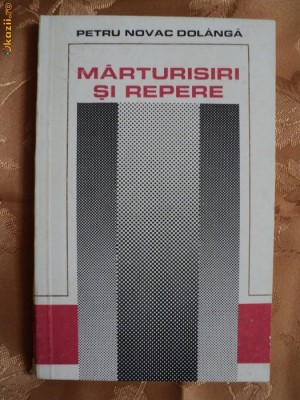 okazii.ro
PETRU NOVAC DOLÂNGĂ
MĂRTURISIRI
ȘI REPERE